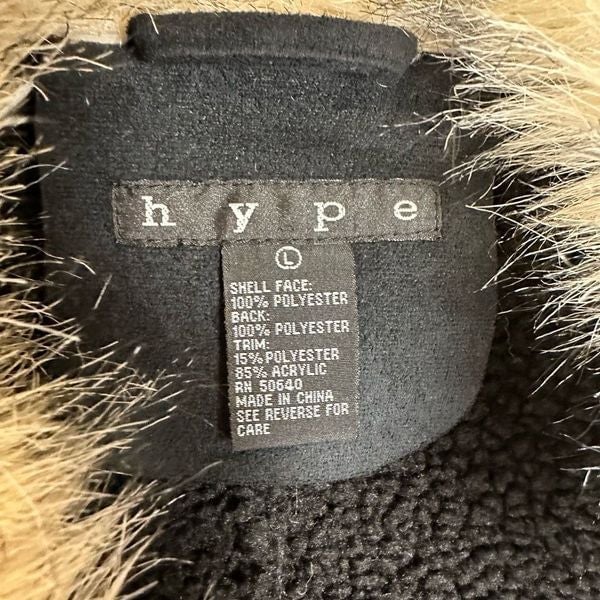 hype
L
SHELL FACE:
100% POLYESTER
BACK:
100% POLYESTER
TRIM:
15% POLYESTER
85% ACRYLIC
RN 50640
MADE IN CHINA
SEE REVERSE FOR
CARE